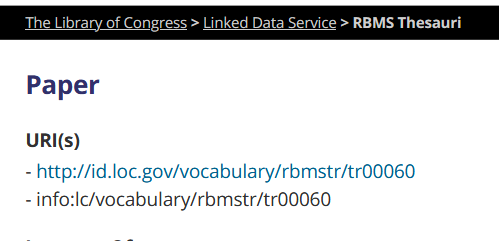 The Library of Congress > Linked Data Service > RBMS Thesauri
Paper
URI(s)
- http://id.loc.gov/vocabulary/rbmstr/tr00060
- info:lc/vocabulary/rbmstr/tr00060